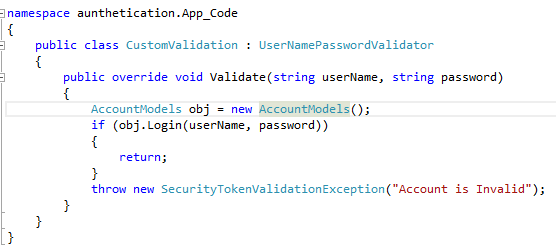 namespace aunthetication.App_Code
{
public class CustomValidation : UserNamePasswordValidator
{
public override void Validate(string userName, string password)
{
AccountModels obj = new AccountModels();
if (obj.Login(userName, password))
{
return;
}
throw new SecurityTokenValidationException("Account is Invalid");
}
}
}